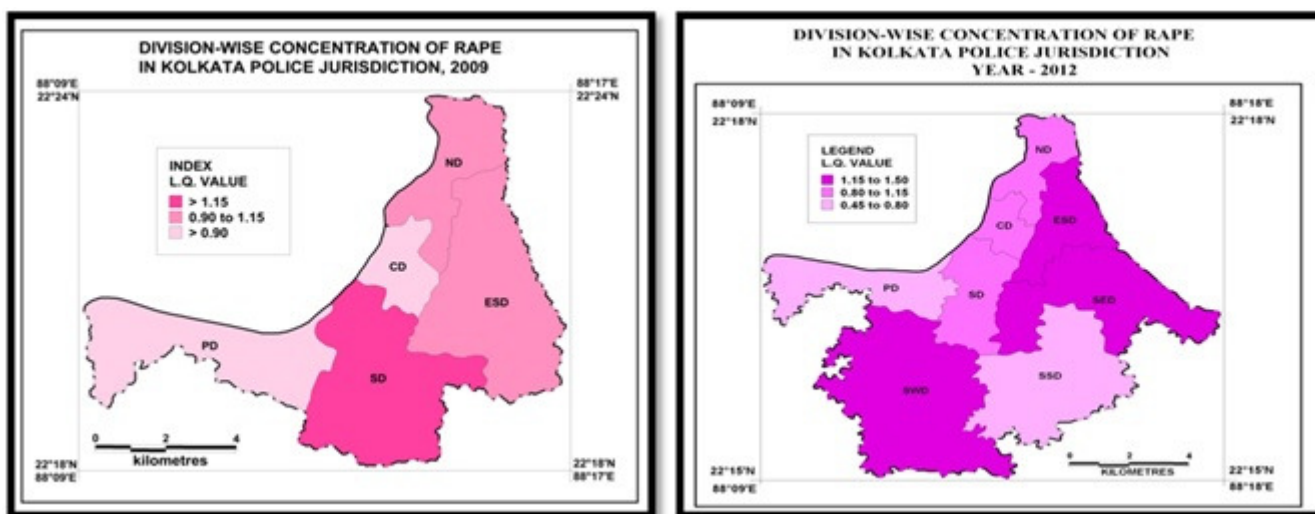 DIVISION-WISE CONCENTRATION OF RAPE
IN KOLKATA POLICE JURISDICTION, 2009
88°09'E
22°24'N
88°17'E
22°24'N
INDEX
L.Q. VALUE
> 1.15
0.90 to 1.15
> 0.90
ND
CD
ESD
PD
SD
0 2 4
kilometres
22°18'N
88°09'E
22°18'N
88°17'E
DIVISION-WISE CONCENTRATION OF RAPE
IN KOLKATA POLICE JURISDICTION
YEAR - 2012
88°09'E
22°18'N
88°18'E
22°18'N
LEGEND
L.Q. VALUE
1.15 to 1.50
0.80 to 1.15
0.45 to 0.80
ND
ESD
CD
PD
SD
SED
SSD
SWD
0 2 4
KILOMETRES
22°15'N
88°09'E
22°15'N
88°18'E